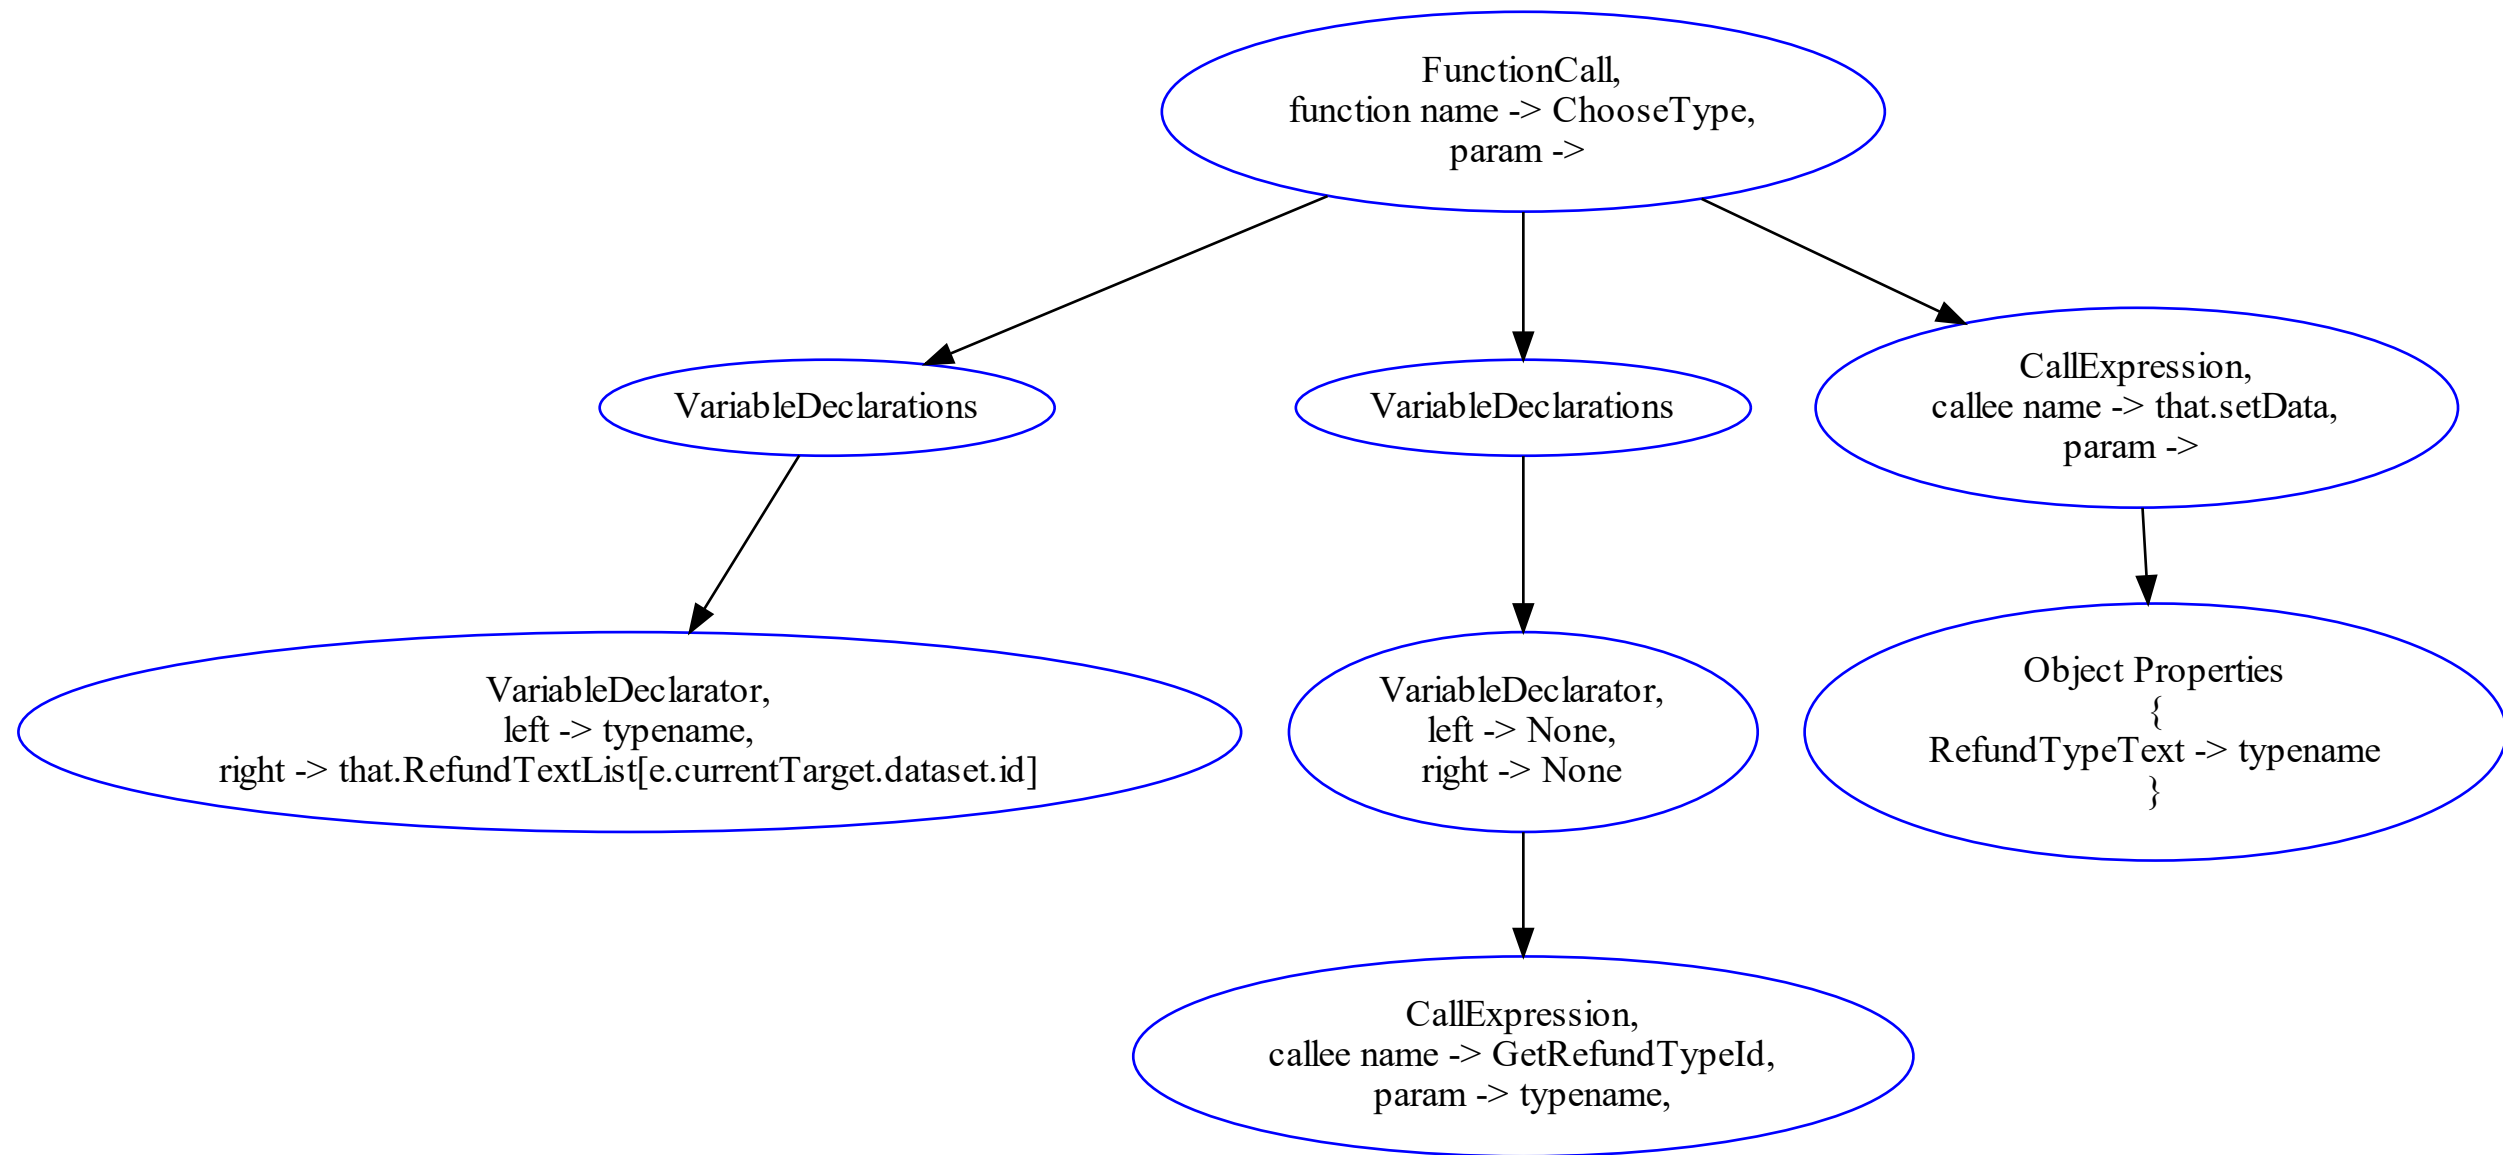 FunctionCall,
function name -> ChooseType,
param ->
VariableDeclarations
VariableDeclarations
CallExpression,
callee name -> that.setData,
param ->
VariableDeclarator,
left -> typename,
right -> that.RefundTextList[e.currentTarget.dataset.id]
VariableDeclarator,
left -> None,
right -> None
Object Properties
{
RefundTypeText -> typename
}
CallExpression,
callee name -> GetRefundTypeId,
param -> typename,